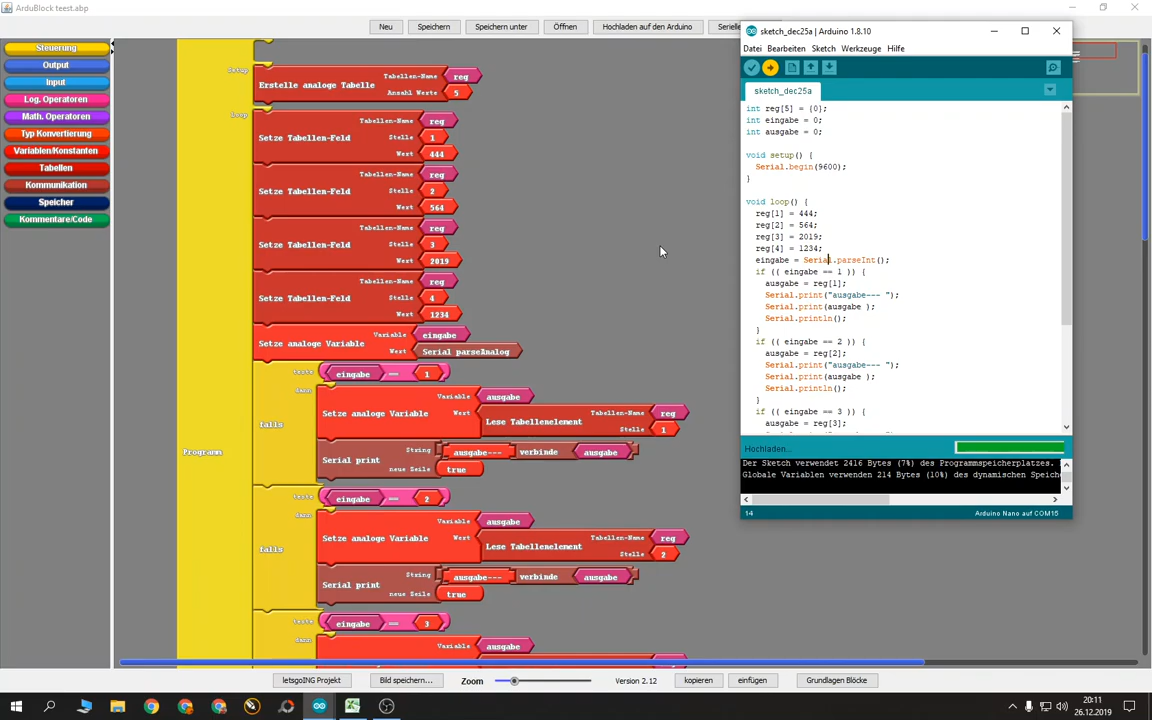 ArduBlock teest.abp
Neu
Speichern
Speichern unter
Öffnen
Hochladen auf den Arduino
Steuerung
Output
Input
Log. Operatoren
Math. Operatoren
Typ Konvertierung
Variablen/Konstanten
Tabellen
Kommunikation
Speicher
Kommentare/Code
Programm
Setup
Erstelle analoge Tabelle
Tabellen-Name
reg
Anzahl Werte
5
Loop
Setze Tabellen-Feld
Tabellen-Name
reg
Stelle
1
Wert
444
Setze Tabellen-Feld
Tabellen-Name
reg
Stelle
2
Wert
564
Setze Tabellen-Feld
Tabellen-Name
reg
Stelle
3
Wert
2019
Setze Tabellen-Feld
Tabellen-Name
reg
Stelle
4
Wert
1234
Setze analoge Variable
Variable
eingabe
Wert
Serial parseAnalog
falls
teste
eingabe == 1
dann
Setze analoge Variable
Variable
ausgabe
Wert
Lese Tabellenelement
Tabellen-Name
reg
Stelle
1
Serial print
String
ausgabe--- verbinde ausgabe
neue Zeile
true
falls
teste
eingabe == 2
dann
Setze analoge Variable
Variable
ausgabe
Wert
Lese Tabellenelement
Tabellen-Name
reg
Stelle
2
Serial print
String
ausgabe--- verbinde ausgabe
neue Zeile
true
teste
eingabe == 3
dann
Variable
ausgabe
Tabellen-Name
reg
sketch_dec25a | Arduino 1.8.10
Datei Bearbeiten Sketch Werkzeuge Hilfe
sketch_dec25a
int reg[5] = {0};
int eingabe = 0;
int ausgabe = 0;
void setup() {
Serial.begin(9600);
}
void loop() {
reg[1] = 444;
reg[2] = 564;
reg[3] = 2019;
reg[4] = 1234;
eingabe = Serial.parseInt();
if (( eingabe == 1 )) {
ausgabe = reg[1];
Serial.print("ausgabe--- ");
Serial.print(ausgabe );
Serial.println();
}
if (( eingabe == 2 )) {
ausgabe = reg[2];
Serial.print("ausgabe--- ");
Serial.print(ausgabe );
Serial.println();
}
if (( eingabe == 3 )) {
ausgabe = reg[3];
Hochladen...
Der Sketch verwendet 2416 Bytes (7%) des Programmspeicherplatzes.
Globale Variablen verwenden 214 Bytes (10%) des dynamischen Speiche
14
Arduino Nano auf COM15
letsgoING Projekt
Bild speichern...
Zoom
Version 2.12
kopieren
einfügen
Grundlagen Blöcke
20:11
26.12.2019